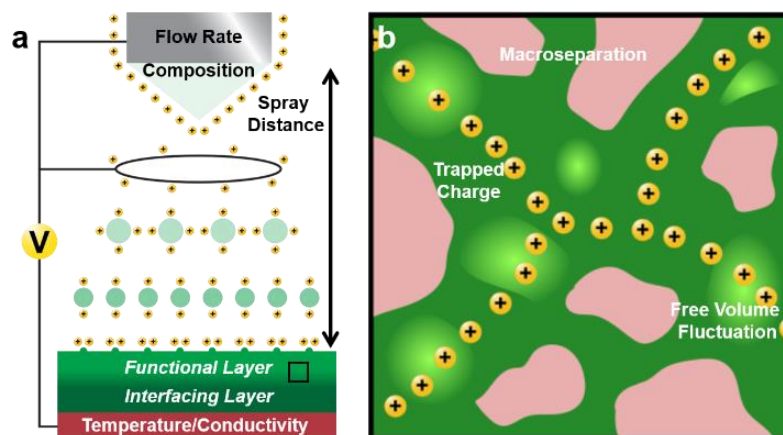 a
Flow Rate
Composition
Spray
Distance
V
Functional Layer
Interfacing Layer
Temperature/Conductivity
b
Macroseparation
Trapped
Charge
Free Volume
Fluctuation